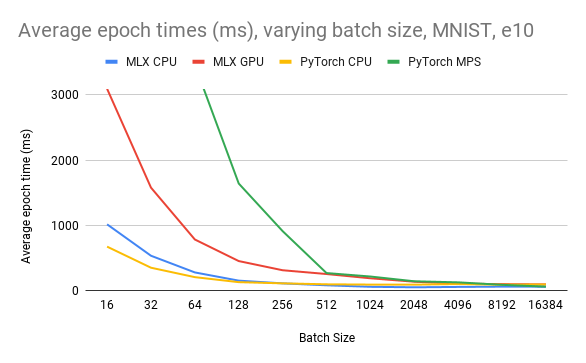 Average epoch times (ms), varying batch size, MNIST, e10
MLX CPU MLX GPU PyTorch CPU PyTorch MPS
Average epoch time (ms)
3000
2000
1000
0
16 32 64 128 256 512 1024 2048 4096 8192 16384
Batch Size